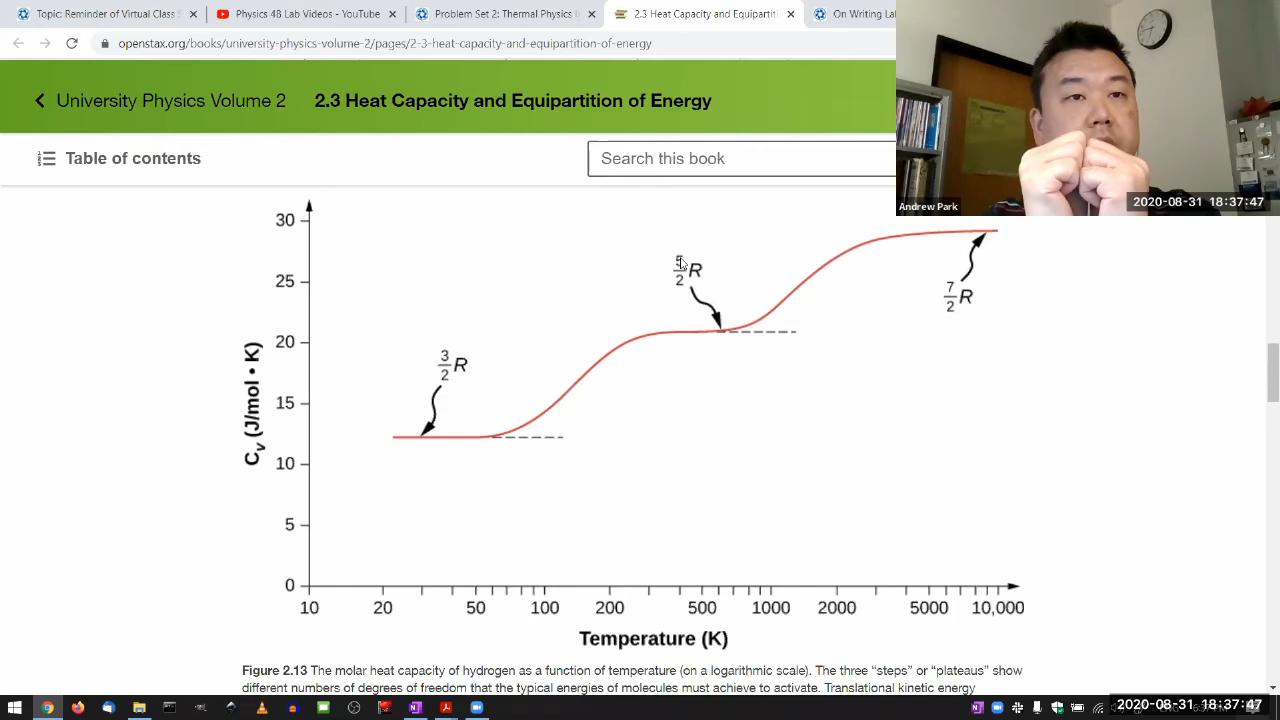 Tutorial of Virtual Class S
YouTube - Physics 4B Lab Videos - YouTub
Problem Set 2: Thermal Physics
2.3 Heat Capacity and Equipartiti
On Writing Lab
openstax.org/books/university-physics-volume-2/pages/2-3-heat-capacity-and-equipartition-of-energy
University Physics Volume 2
2.3 Heat Capacity and Equipartition of Energy
Table of contents
Search this book
Andrew Park
2020-08-31 18:37:47
30
25
20
15
10
5
0
C_v (J/mol • K)
3/2 R
5/2 R
7/2 R
10 20 50 100 200 500 1000 2000 5000 10,000
Temperature (K)
Figure 2.13 The molar heat capacity of hydrogen as a function of temperature (on a logarithmic scale). The three “steps” or “plateaus” show
different numbers of degrees of freedom that the typical energies of molecules must achieve to activate. Translational kinetic energy
2020-08-31 18:37:47